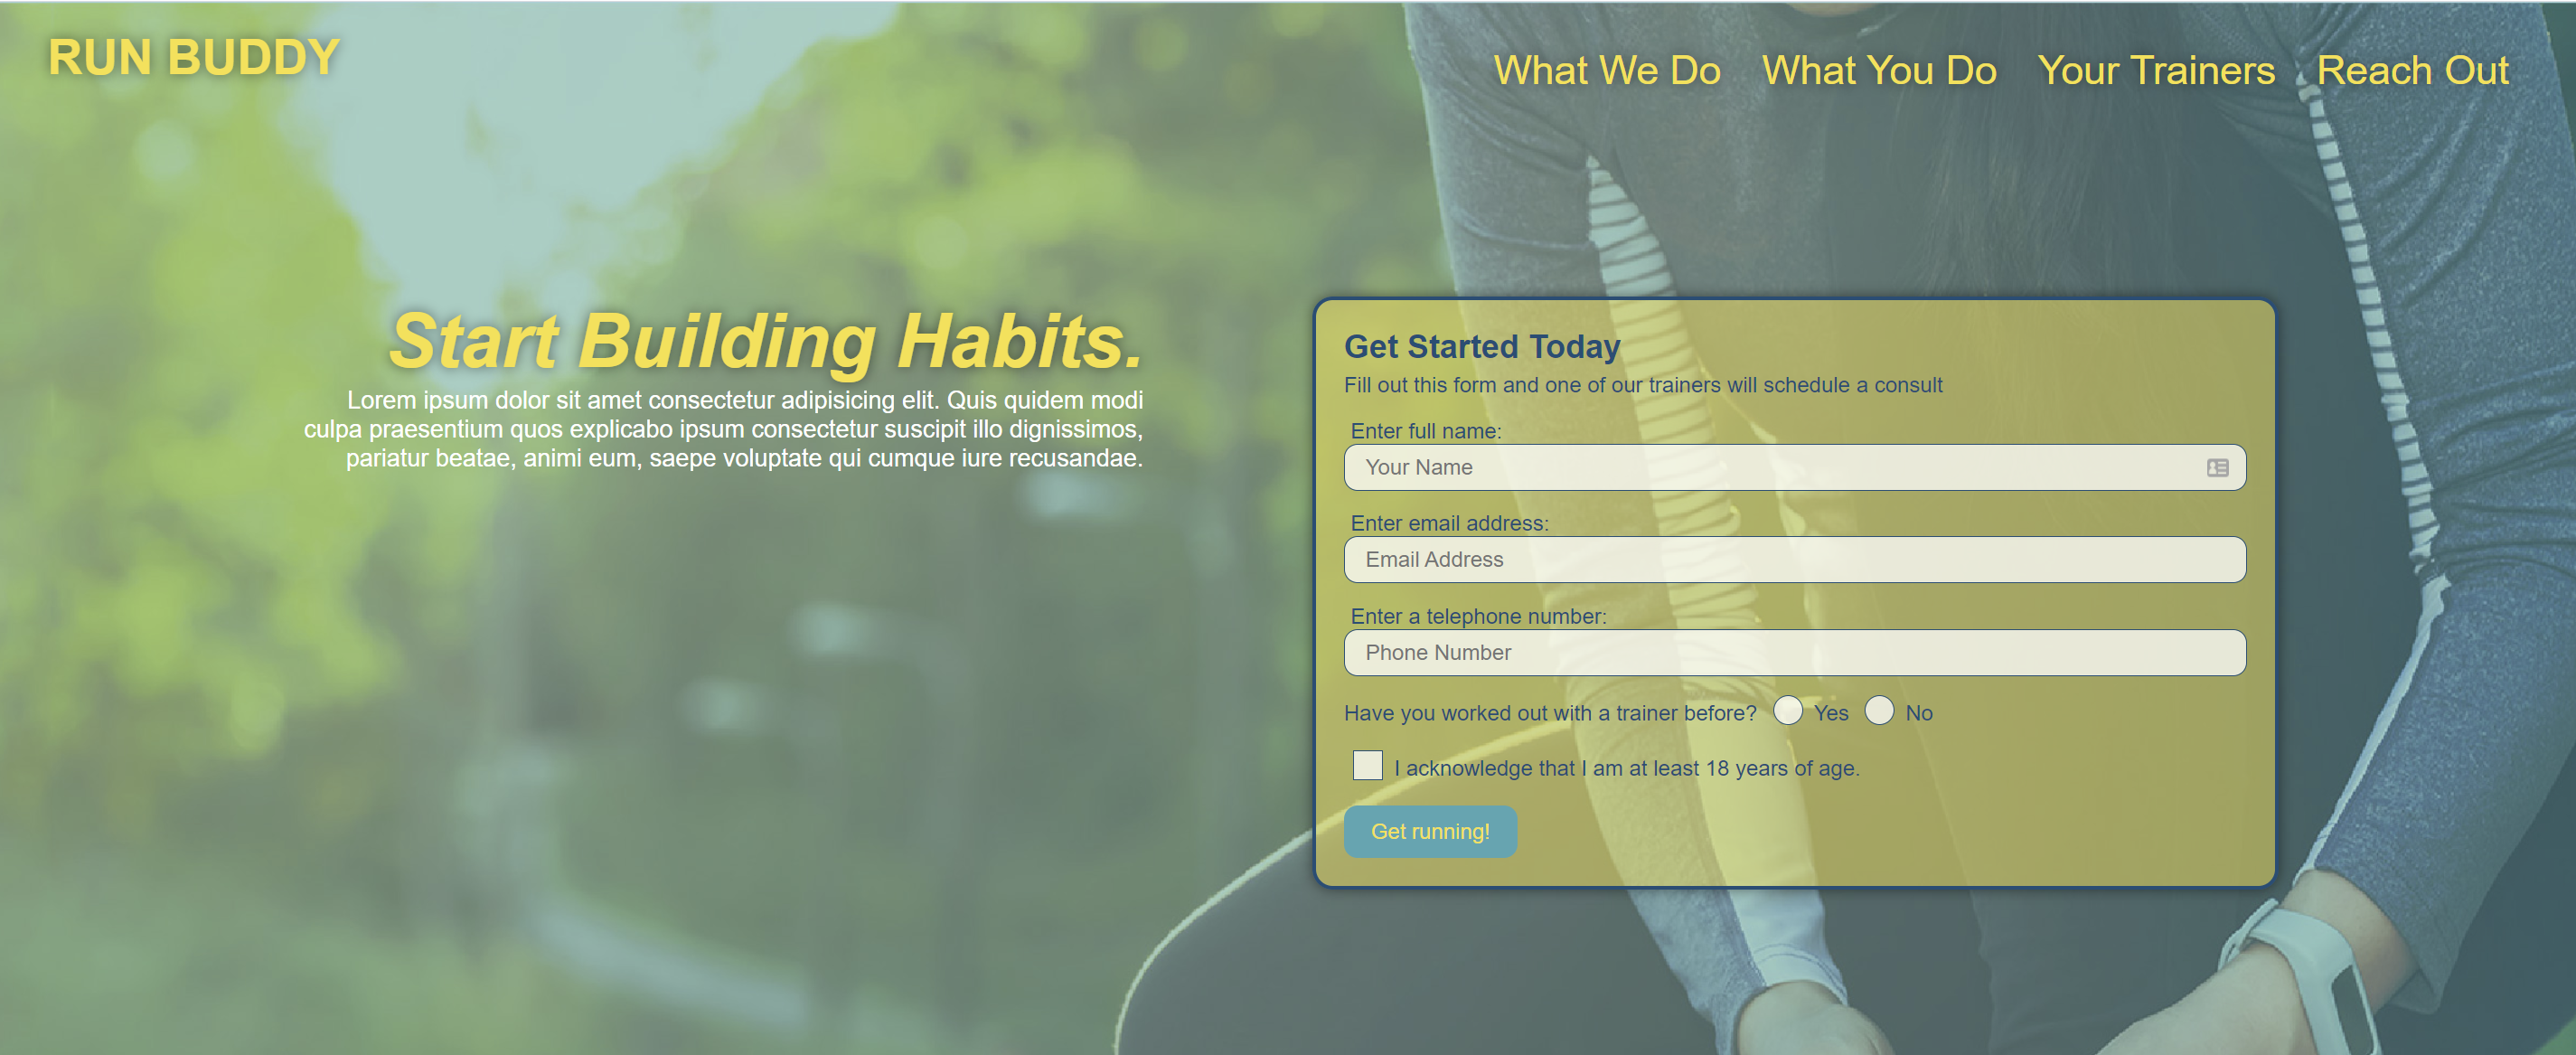 RUN BUDDY
What We Do What You Do Your Trainers Reach Out
Start Building Habits.
Lorem ipsum dolor sit amet consectetur adipisicing elit. Quis quidem modi
culpa praesentium quos explicabo ipsum consectetur suscipit illo dignissimos,
pariatur beatae, animi eum, saepe voluptate qui cumque iure recusandae.
Get Started Today
Fill out this form and one of our trainers will schedule a consult
Enter full name:
Your Name
Enter email address:
Email Address
Enter a telephone number:
Phone Number
Have you worked out with a trainer before? Yes No
I acknowledge that I am at least 18 years of age.
Get running!